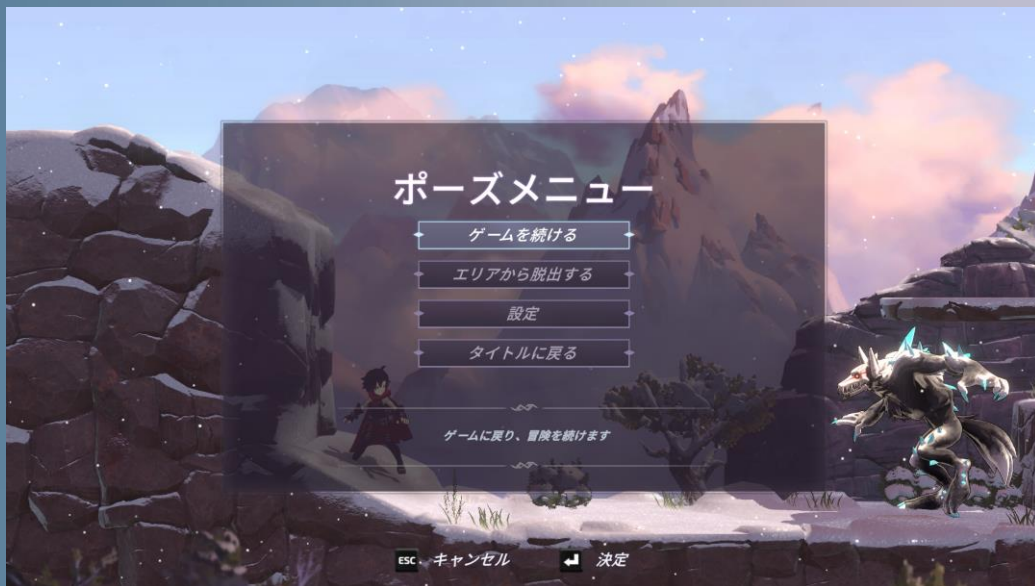 ポーズメニュー
ゲームを続ける
エリアから脱出する
設定
タイトルに戻る
ゲームに戻り、冒険を続けます
ESC キャンセル 決定